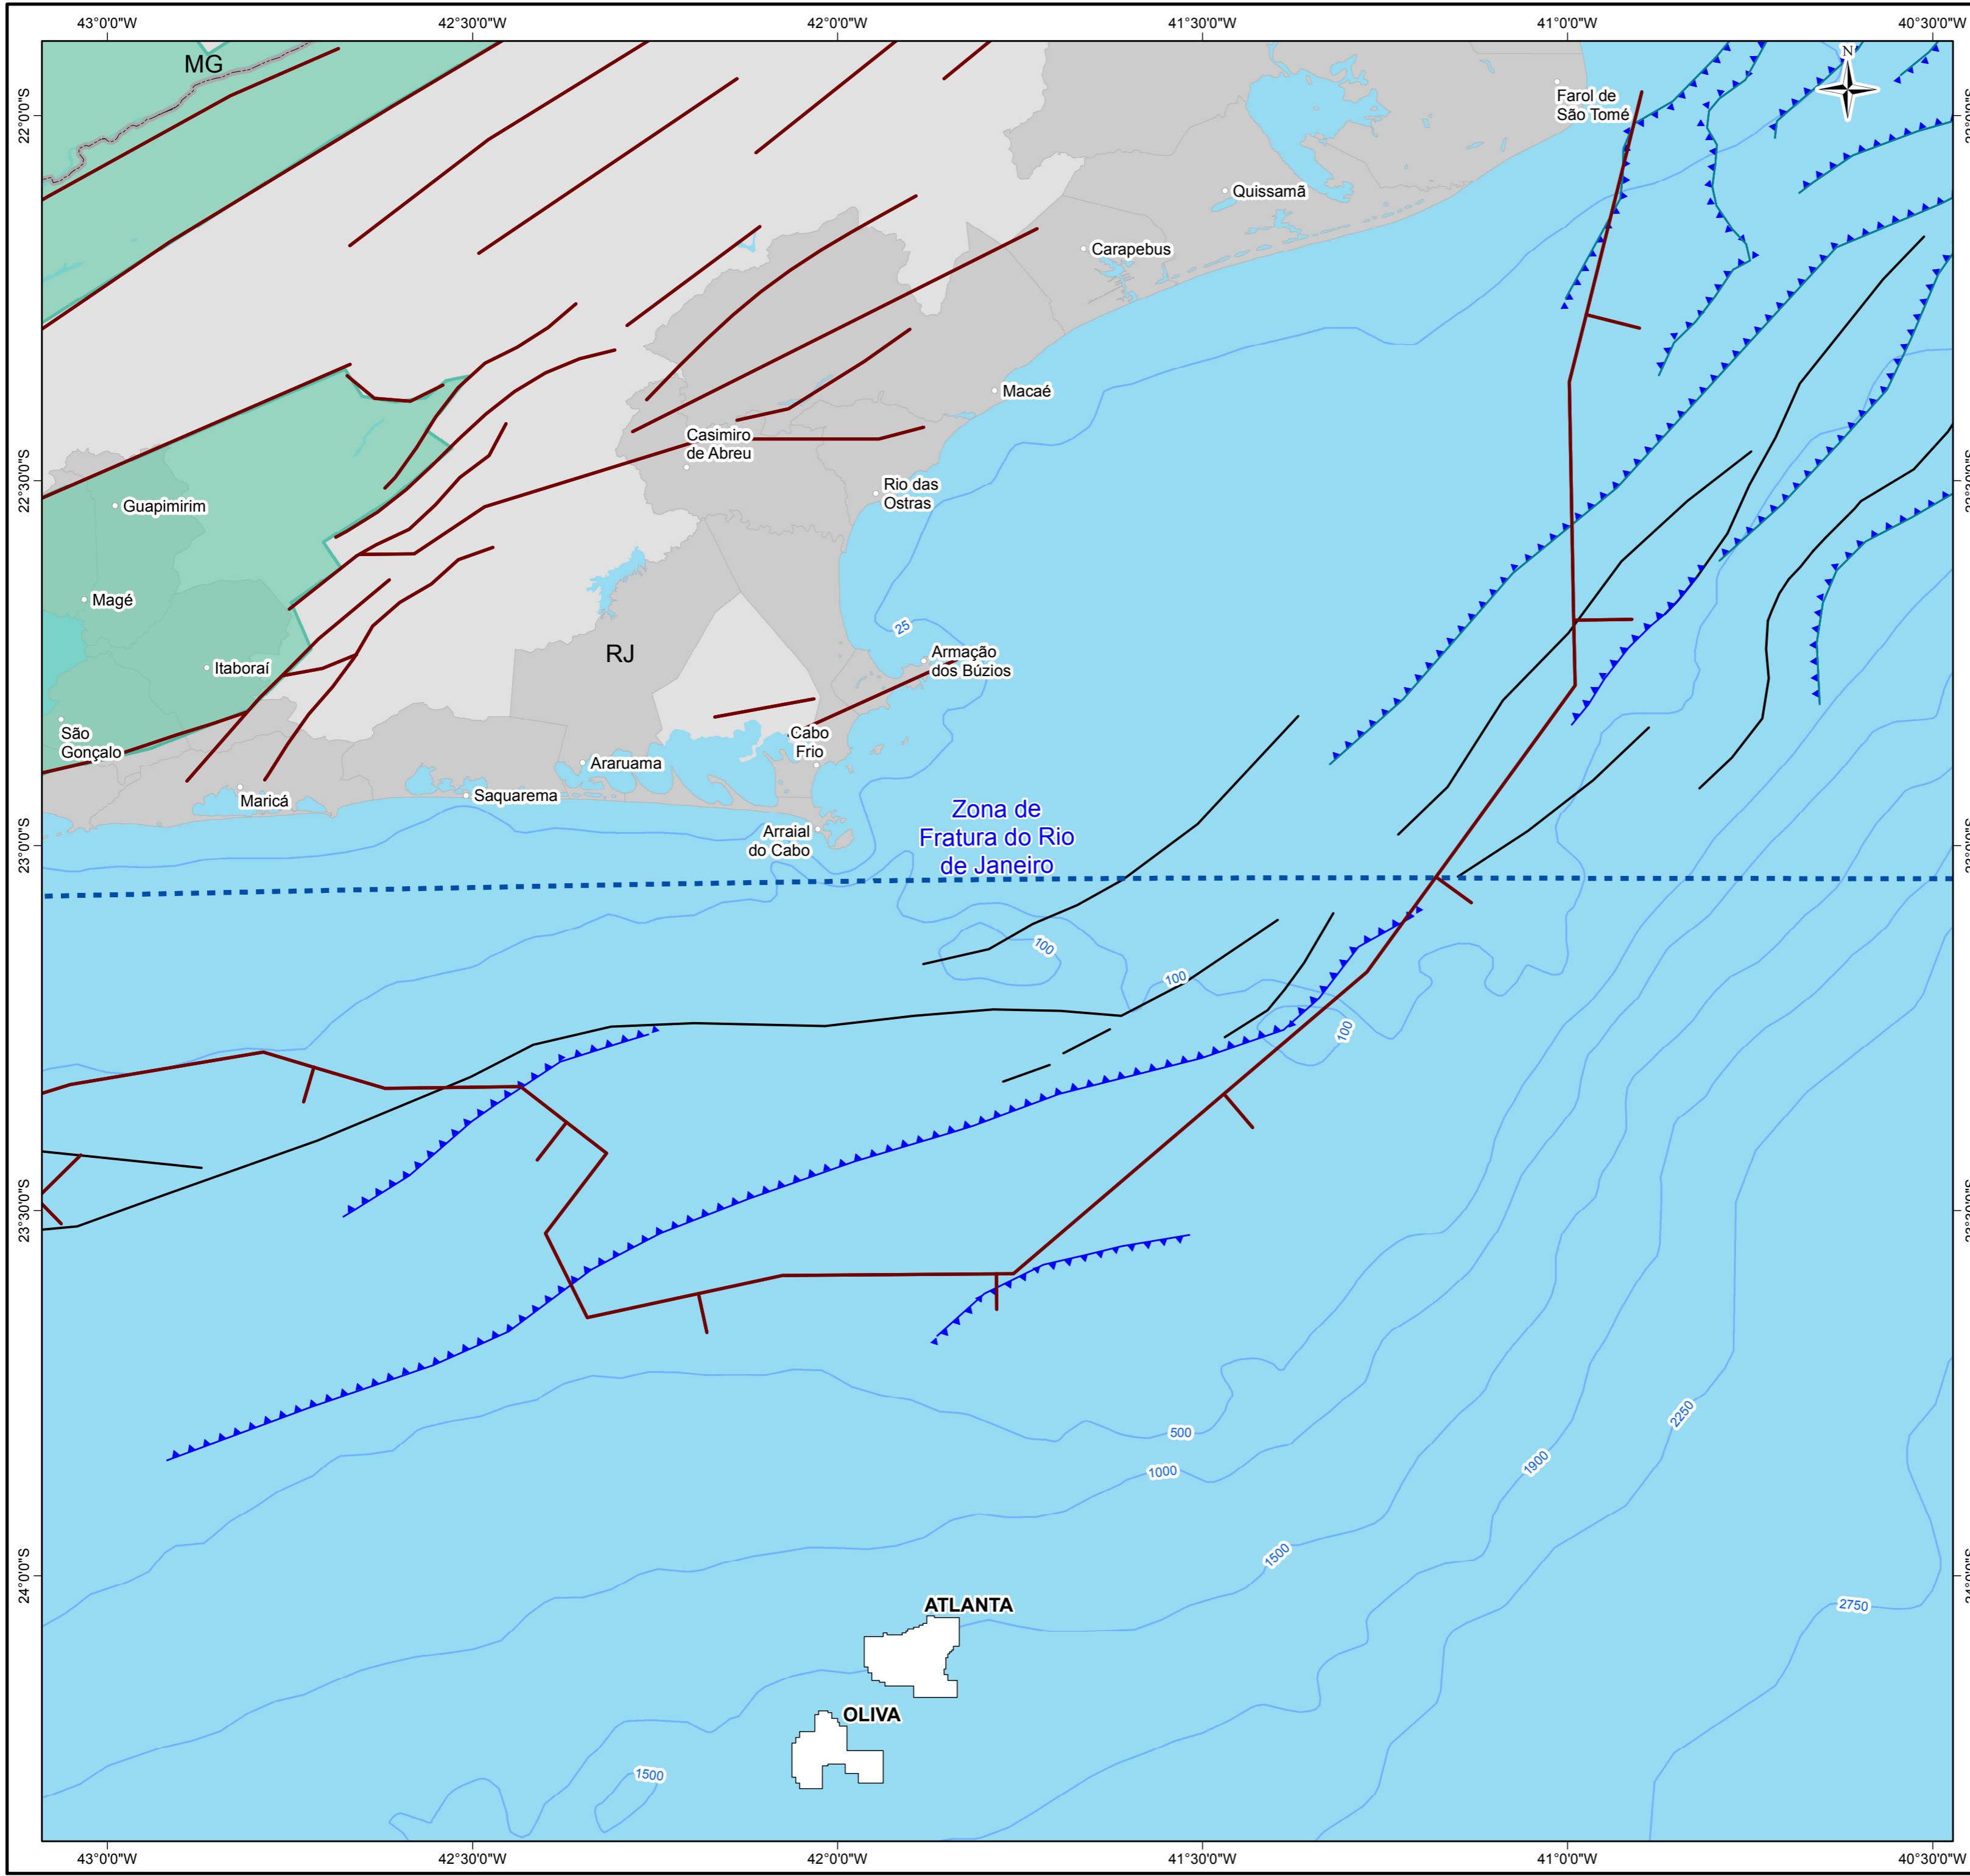 43°0'0"W
42°30'0"W
42°0'0"W
41°30'0"W
41°0'0"W
40°30'0"W
MG
N
22°0'0"S
Farol de
São Tomé
Quissamã
Carapebus
Macaé
Casimiro
de Abreu
22°30'0"S
Rio das
Ostras
Guapimirim
Magé
25
RJ
Armação
dos Búzios
Itaboraí
São
Gonçalo
Cabo
Frio
Araruama
Maricá
Saquarema
Arraial
do Cabo
Zona de
Fratura do Rio
de Janeiro
23°0'0"S
100
100
100
23°30'0"S
500
1000
1500
1900
2250
24°0'0"S
2750
ATLANTA
OLIVA
1500
43°0'0"W
42°30'0"W
42°0'0"W
41°30'0"W
41°0'0"W
40°30'0"W